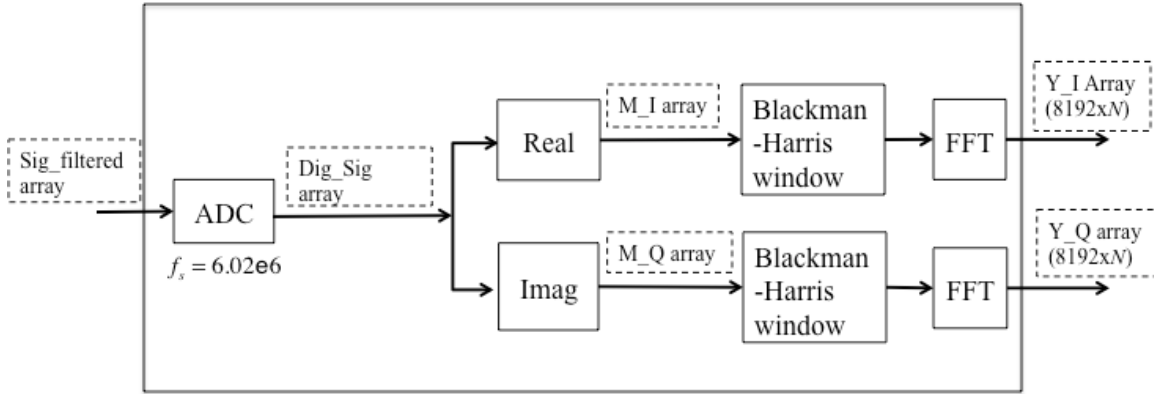 Sig_filtered
array
ADC
f_s = 6.02e6
Dig_Sig
array
Real
M_I array
Blackman
-Harris
window
FFT
Y_I Array
(8192xN)
Imag
M_Q array
Blackman
-Harris
window
FFT
Y_Q array
(8192xN)